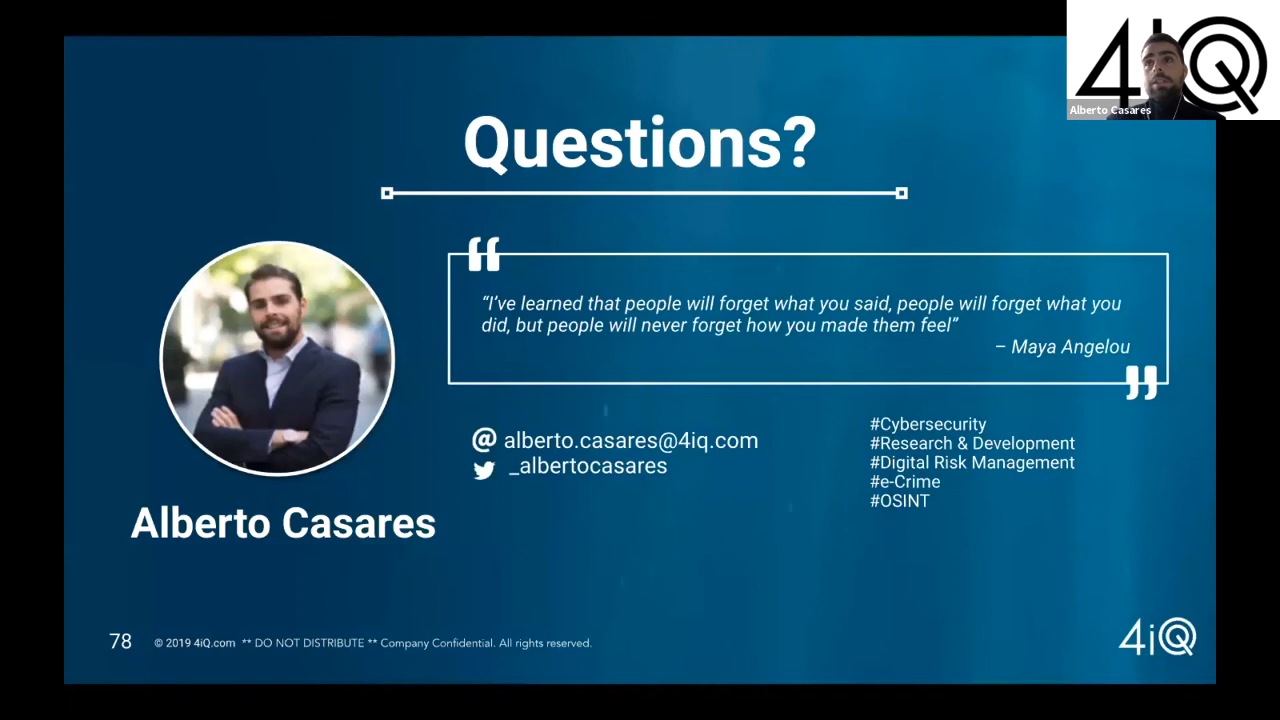 4iQ
Alberto Casares
Questions?
“I’ve learned that people will forget what you said, people will forget what you
did, but people will never forget how you made them feel”
– Maya Angelou
@ alberto.casares@4iq.com
_albertocasares
#Cybersecurity
#Research & Development
#Digital Risk Management
#e-Crime
#OSINT
Alberto Casares
78 © 2019 4iQ.com ** DO NOT DISTRIBUTE ** Company Confidential. All rights reserved.
4iQ